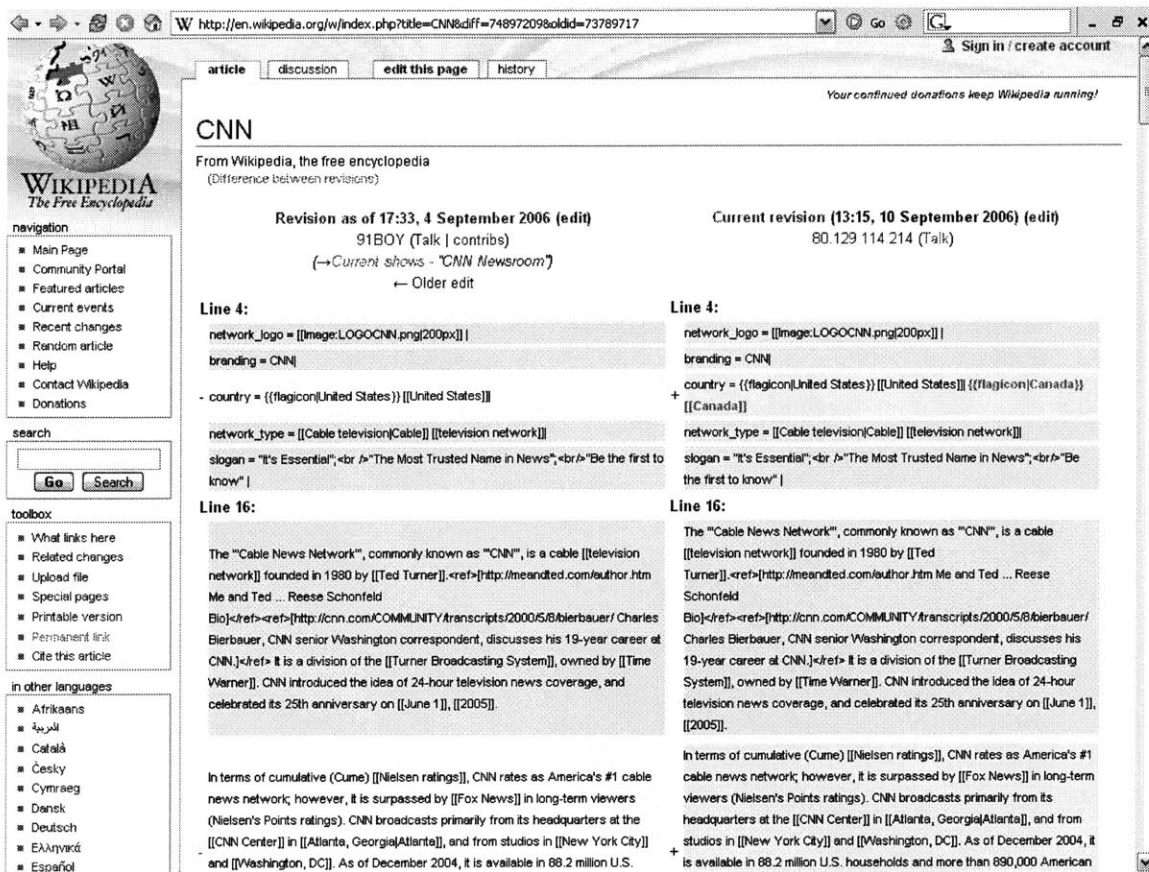 W http://en.wikipedia.org/w/index.php?title=CNN&diff=74897209&oldid=73789717
Go
G
Sign in / create account
article
discussion
edit this page
history
Your continued donations keep Wikipedia running!
CNN
From Wikipedia, the free encyclopedia
(Difference between revisions)
WIKIPEDIA
The Free Encyclopedia
navigation
Main Page
Community Portal
Featured articles
Current events
Recent changes
Random article
Help
Contact Wikipedia
Donations
search
Go
Search
toolbox
What links here
Related changes
Upload file
Special pages
Printable version
Permanent link
Cite this article
in other languages
Afrikaans
العربية
Català
Česky
Cymraeg
Dansk
Deutsch
Ελληνικά
Español
Revision as of 17:33, 4 September 2006 (edit)
91BOY (Talk | contribs)
(→Current shows - "CNN Newsroom")
← Older edit
Line 4:
network_logo = [[Image:LOGOCNN.png|200px]] |
branding = CNN|
- country = {{flagicon|United States}} [[United States]]|
network_type = [[Cable television|Cable]] [[television network]]|
slogan = "It's Essential";<br />"The Most Trusted Name in News";<br/>"Be the first to
know" |
Line 16:
The '''Cable News Network''', commonly known as '''CNN''', is a cable [[television
network]] founded in 1980 by [[Ted Turner]].<ref>[http://meandted.com/author.htm
Me and Ted ... Reese Schonfeld
Bio]</ref><ref>[http://cnn.com/COMMUNITY/transcripts/2000/5/8/bierbauer/ Charles
Bierbauer, CNN senior Washington correspondent, discusses his 19-year career at
CNN.]</ref> It is a division of the [[Turner Broadcasting System]], owned by [[Time
Warner]]. CNN introduced the idea of 24-hour television news coverage, and
celebrated its 25th anniversary on [[June 1]], [[2005]].
In terms of cumulative (Cume) [[Nielsen ratings]], CNN rates as America's #1 cable
news network; however, it is surpassed by [[Fox News]] in long-term viewers
(Nielsen's Points ratings). CNN broadcasts primarily from its headquarters at the
[[CNN Center]] in [[Atlanta, Georgia|Atlanta]], and from studios in [[New York City]]
- and [[Washington, DC]]. As of December 2004, it is available in 88.2 million U.S.
Current revision (13:15, 10 September 2006) (edit)
80.129.114.214 (Talk)
Line 4:
network_logo = [[Image:LOGOCNN.png|200px]] |
branding = CNN|
+ country = {{flagicon|United States}} [[United States]]| {{flagicon|Canada}}
[[Canada]]
network_type = [[Cable television|Cable]] [[television network]]|
slogan = "It's Essential";<br />"The Most Trusted Name in News";<br/>"Be
the first to know" |
Line 16:
The '''Cable News Network''', commonly known as '''CNN''', is a cable
[[television network]] founded in 1980 by [[Ted
Turner]].<ref>[http://meandted.com/author.htm Me and Ted ... Reese
Schonfeld
Bio]</ref><ref>[http://cnn.com/COMMUNITY/transcripts/2000/5/8/bierbauer/
Charles Bierbauer, CNN senior Washington correspondent, discusses his
19-year career at CNN.]</ref> It is a division of the [[Turner Broadcasting
System]], owned by [[Time Warner]]. CNN introduced the idea of 24-hour
television news coverage, and celebrated its 25th anniversary on [[June 1]],
[[2005]].
In terms of cumulative (Cume) [[Nielsen ratings]], CNN rates as America's #1
cable news network; however, it is surpassed by [[Fox News]] in long-term
viewers (Nielsen's Points ratings). CNN broadcasts primarily from its
headquarters at the [[CNN Center]] in [[Atlanta, Georgia|Atlanta]], and from
studios in [[New York City]] and [[Washington, DC]]. As of December 2004, it
+ is available in 88.2 million U.S. households and more than 890,000 American